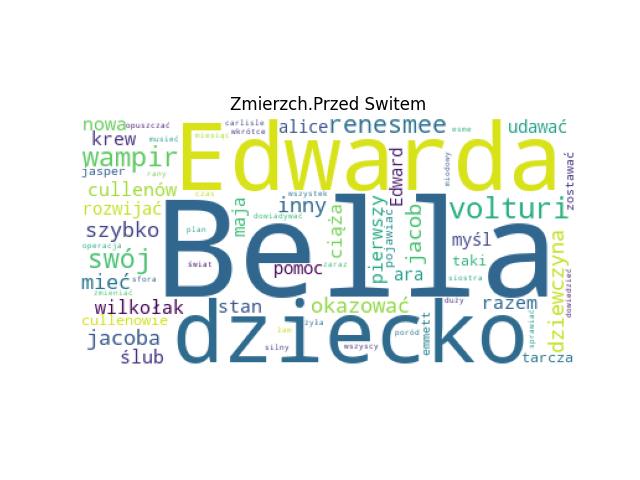 Zmierzch.Przed Switem
nowa opuszczać carlisle wkrótce alice renesmee esme udawać
krew musieć miesiąc Edwarda
wampir jasper rany
cullenów czas wszystek Edward miodowy zostawać
rozwijać maja dowiadywać inny ciąża pierwszy pojawiać jacob volturi
szybko plan Bella myśl
operacja swój świat pomoc zaraz ara taki siostra
mieć sfora zmieniać duży dziewczyna dowiedzieć
wilkołak stan okazować razem
cullenowie dziecko żyła emmett sprawiać
jacoba łam poród
ślub silny wszyscy tarcza